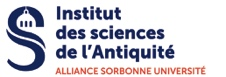 Institut
des sciences
de l'Antiquité
ALLIANCE SORBONNE UNIVERSITÉ